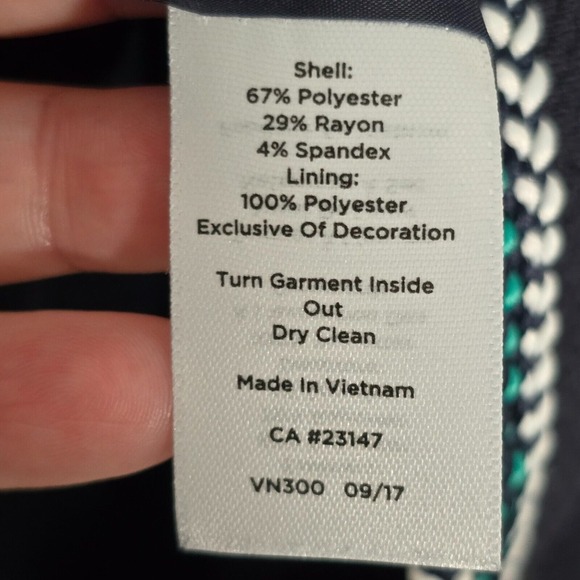 Shell:
67% Polyester
29% Rayon
4% Spandex
Lining:
100% Polyester
Exclusive Of Decoration
Turn Garment Inside
Out
Dry Clean
Made In Vietnam
CA #23147
VN300 09/17